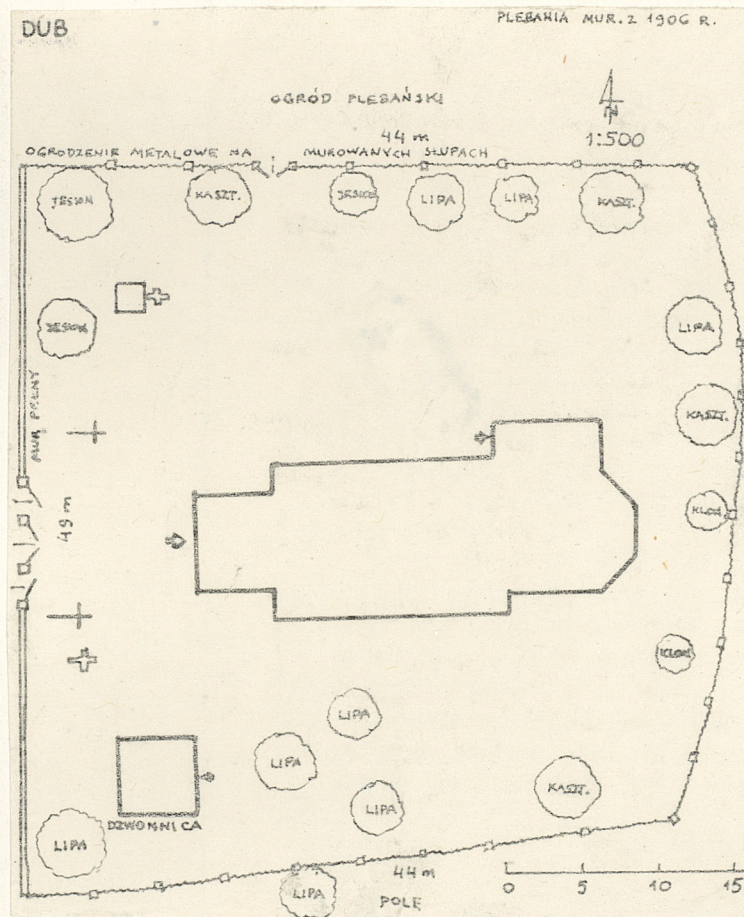 DUB
PLEBANIA MUR. Z 1906 R.
OGRÓD PLEBAŃSKI
N
1:500
44 m
OGRODZENIE METALOWE NA MUROWANYCH SŁUPACH
JESION
KASZT.
JESION
LIPA
LIPA
KASZT.
JESION
LIPA
MUR PEŁNY
KASZT.
49 m
KLON
KLON
LIPA
LIPA
KASZT.
LIPA
DZWONNICA
LIPA
44 m
LIPA
POLE
0 5 10 15